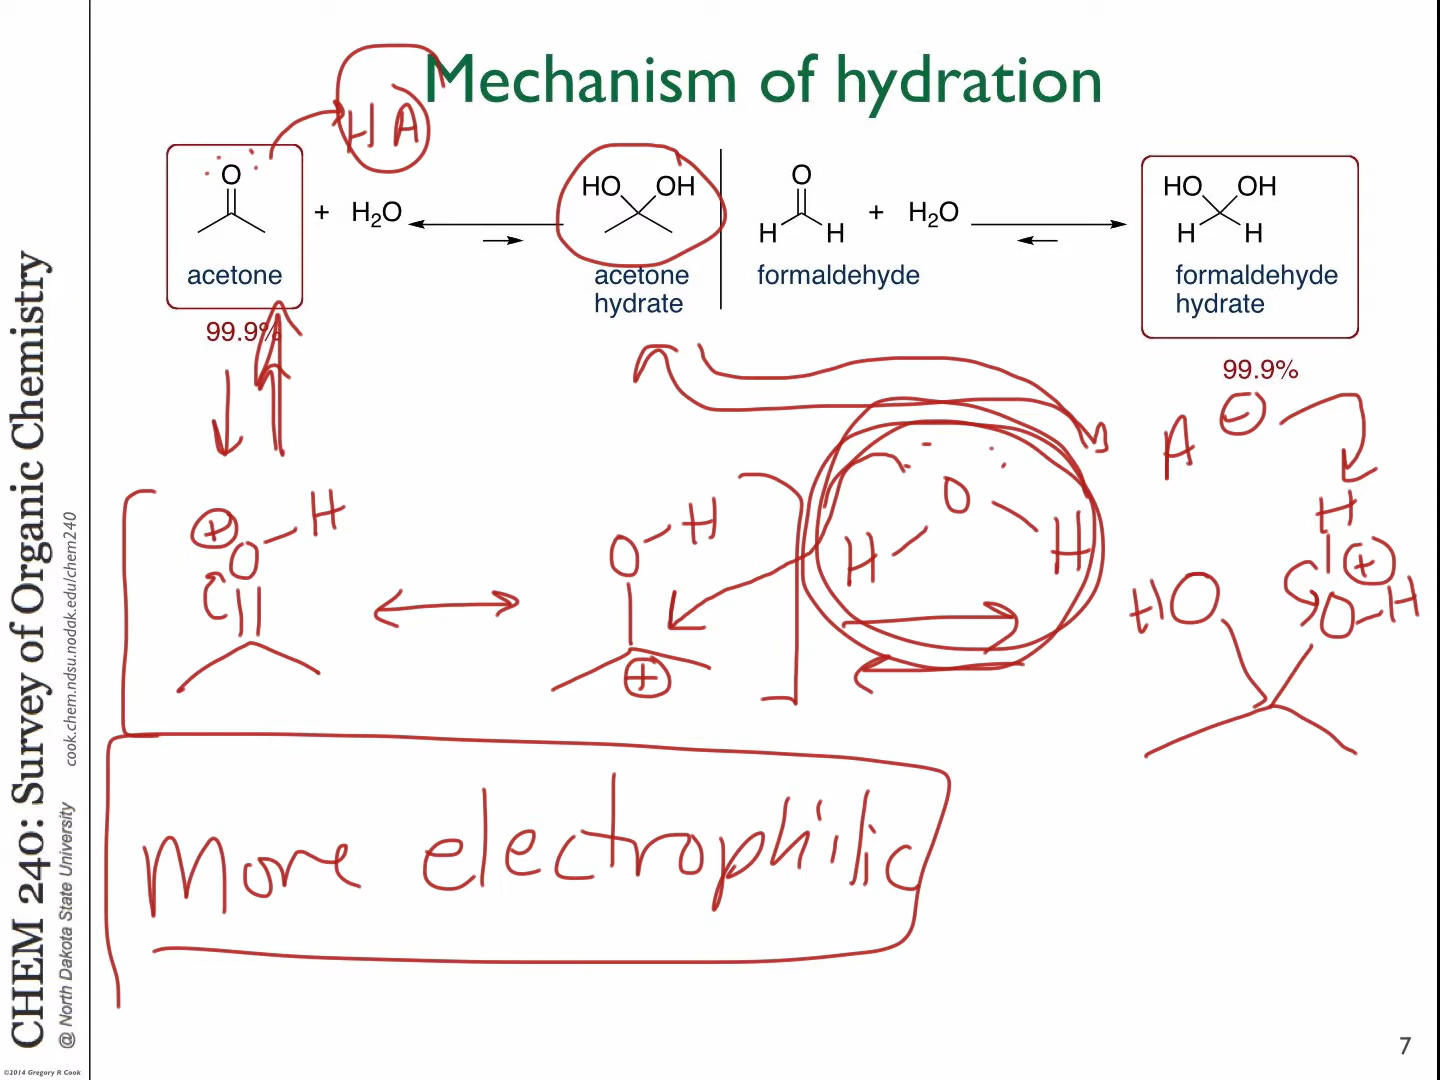 Mechanism of hydration
HA
O
+ H2O
HO OH
O
H H
+ H2O
HO OH
H H
acetone
acetone
hydrate
formaldehyde
formaldehyde
hydrate
99.9%
99.9%
A ⊖
⊕
O H
O H
⊕
O
H H
H
⊕
HO O H
More electrophilic
CHEM 240: Survey of Organic Chemistry
@ North Dakota State University cook.chem.ndsu.nodak.edu/chem240
©2014 Gregory R Cook
7